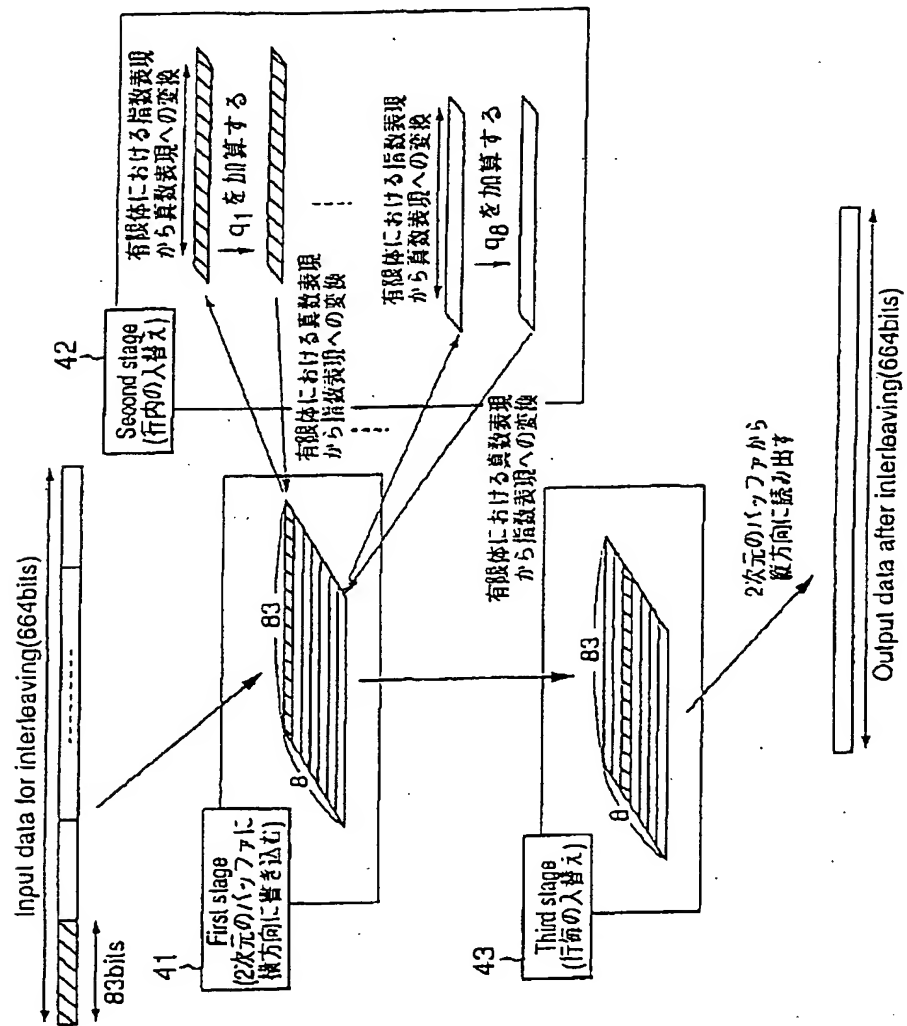 Input data for interleaving(664bits)
83bits
41
First stage
(2次元のバッファに
横方向に書き込む)
83
8
42
Second stage
(行内の入替え)
有限体における指数表現
から真数表現への変換
q1を加算する
有限体における真数表現
から指数表現への変換
有限体における指数表現
から真数表現への変換
q8を加算する
有限体における真数表現
から指数表現への変換
43
Third stage
(行毎の入替え)
83
8
2次元のバッファから
縦方向に読み出す
Output data after interleaving(664bits)